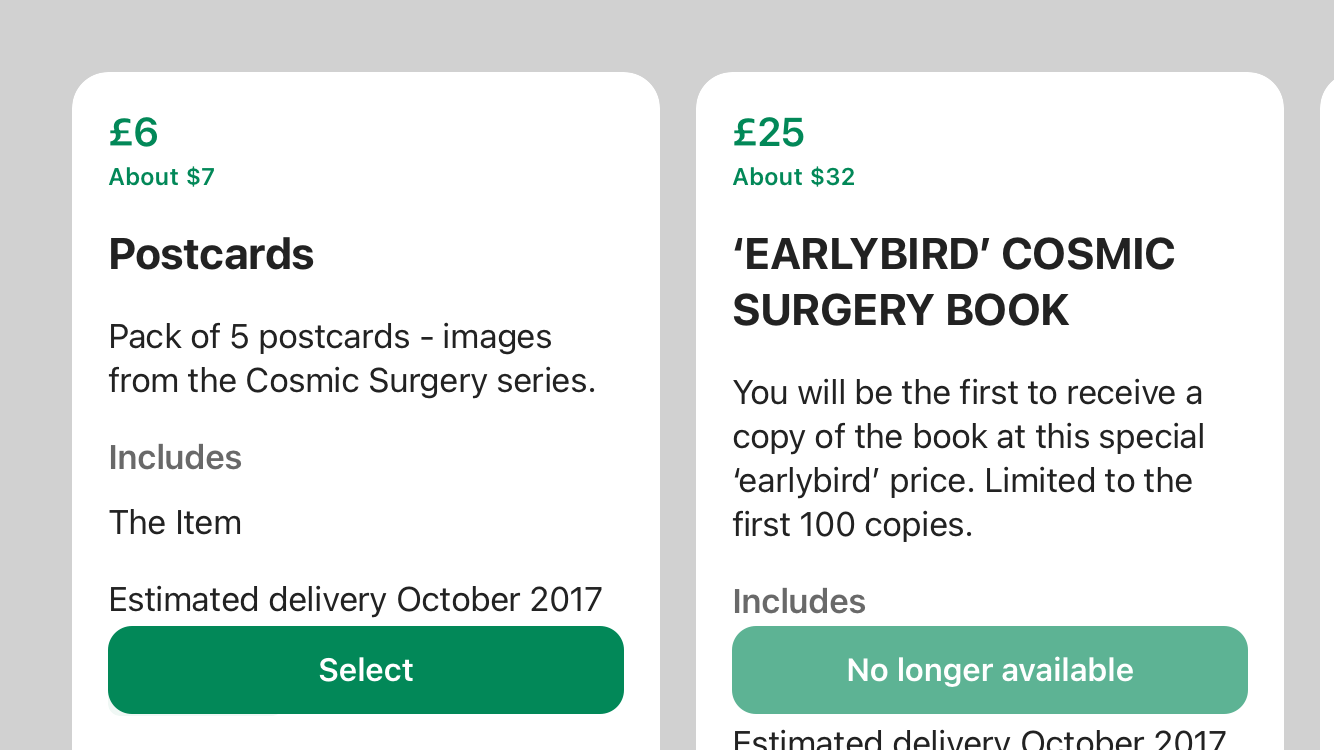 £6
About $7
Postcards
Pack of 5 postcards - images
from the Cosmic Surgery series.
Includes
The Item
Estimated delivery October 2017
Select
£25
About $32
‘EARLYBIRD’ COSMIC
SURGERY BOOK
You will be the first to receive a
copy of the book at this special
‘earlybird’ price. Limited to the
first 100 copies.
Includes
No longer available
Estimated delivery October 2017